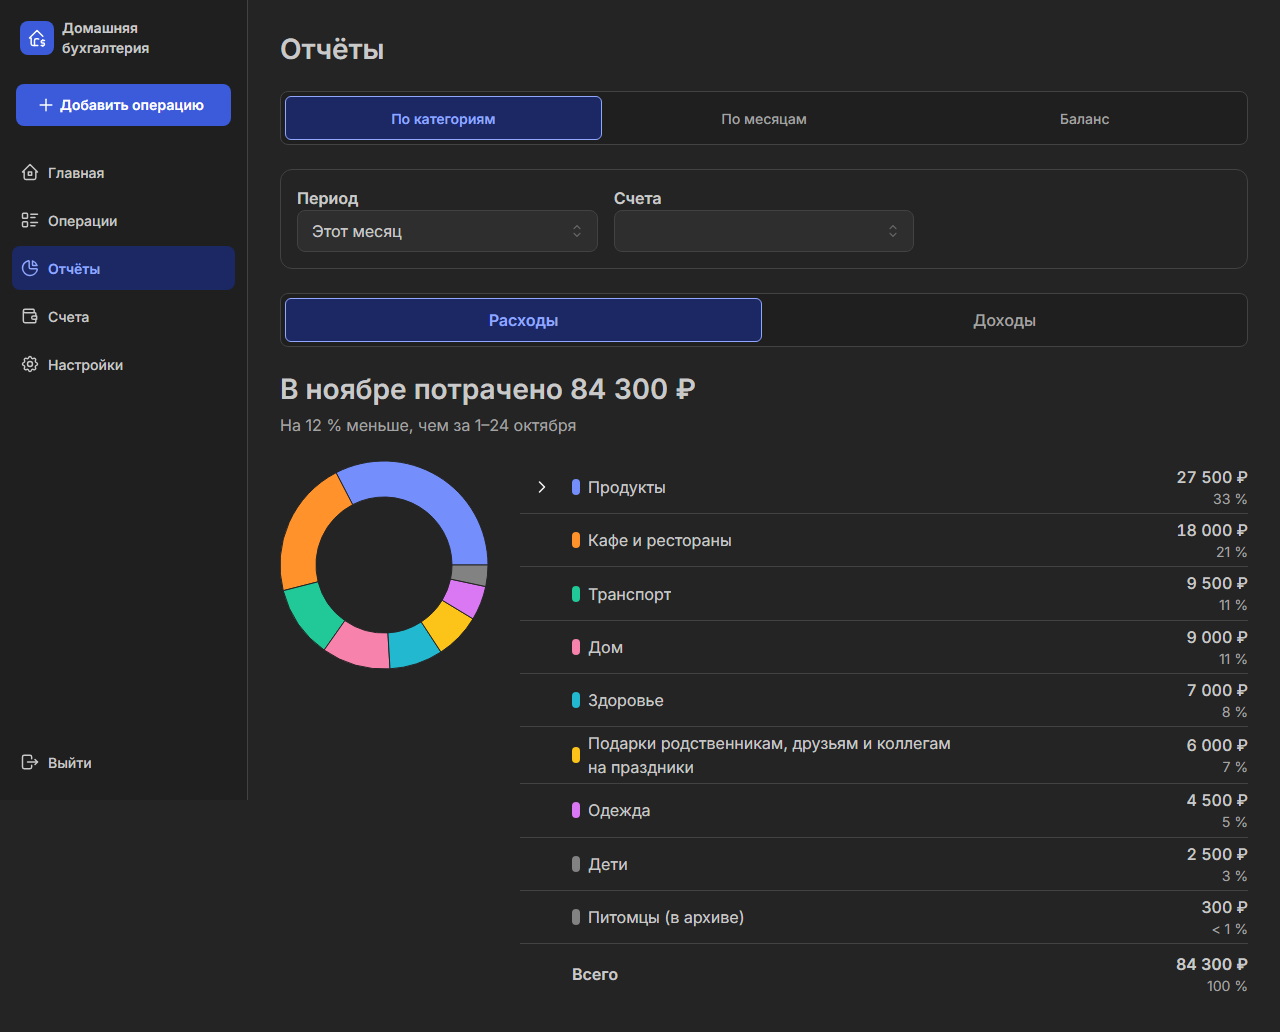 Домашняя
бухгалтерия
Добавить операцию
Главная
Операции
Отчёты
Счета
Настройки
Выйти
Отчёты
По категориям
По месяцам
Баланс
Период
Счета
Этот месяц
Расходы
Доходы
В ноябре потрачено 84 300 ₽
На 12 % меньше, чем за 1–24 октября
Продукты
27 500 ₽
33 %
Кафе и рестораны
18 000 ₽
21 %
Транспорт
9 500 ₽
11 %
Дом
9 000 ₽
11 %
Здоровье
7 000 ₽
8 %
Подарки родственникам, друзьям и коллегам
на праздники
6 000 ₽
7 %
Одежда
4 500 ₽
5 %
Дети
2 500 ₽
3 %
Питомцы (в архиве)
300 ₽
< 1 %
Всего
84 300 ₽
100 %